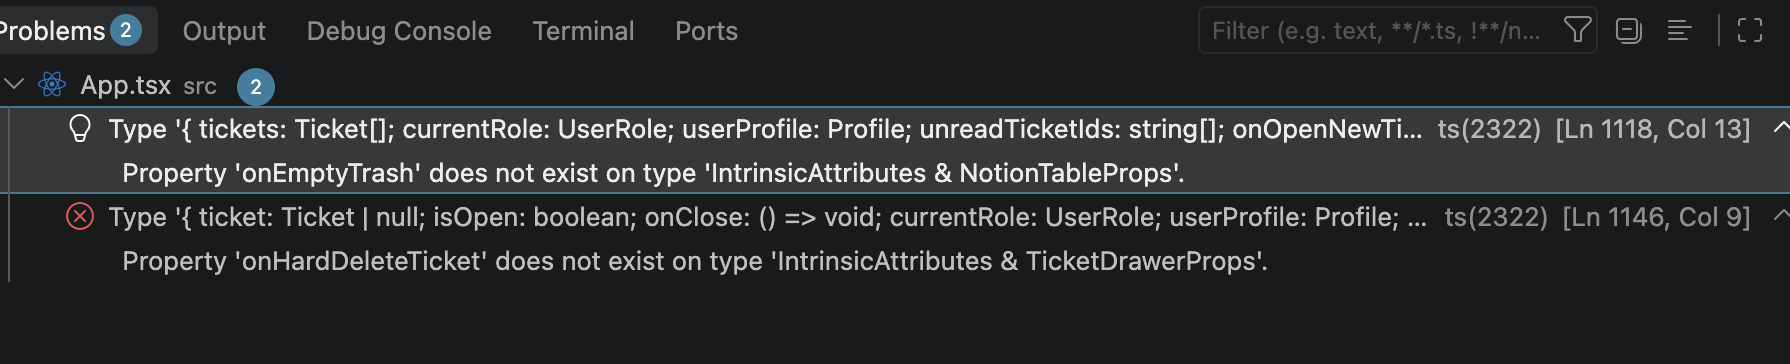 Problems 2 Output Debug Console Terminal Ports Filter (e.g. text, **/*.ts, !**/n...
App.tsx src 2
Type '{ tickets: Ticket[]; currentRole: UserRole; userProfile: Profile; unreadTicketIds: string[]; onOpenNewTi... ts(2322) [Ln 1118, Col 13]
Property 'onEmptyTrash' does not exist on type 'IntrinsicAttributes & NotionTableProps'.
Type '{ ticket: Ticket | null; isOpen: boolean; onClose: () => void; currentRole: UserRole; userProfile: Profile; ... ts(2322) [Ln 1146, Col 9]
Property 'onHardDeleteTicket' does not exist on type 'IntrinsicAttributes & TicketDrawerProps'.